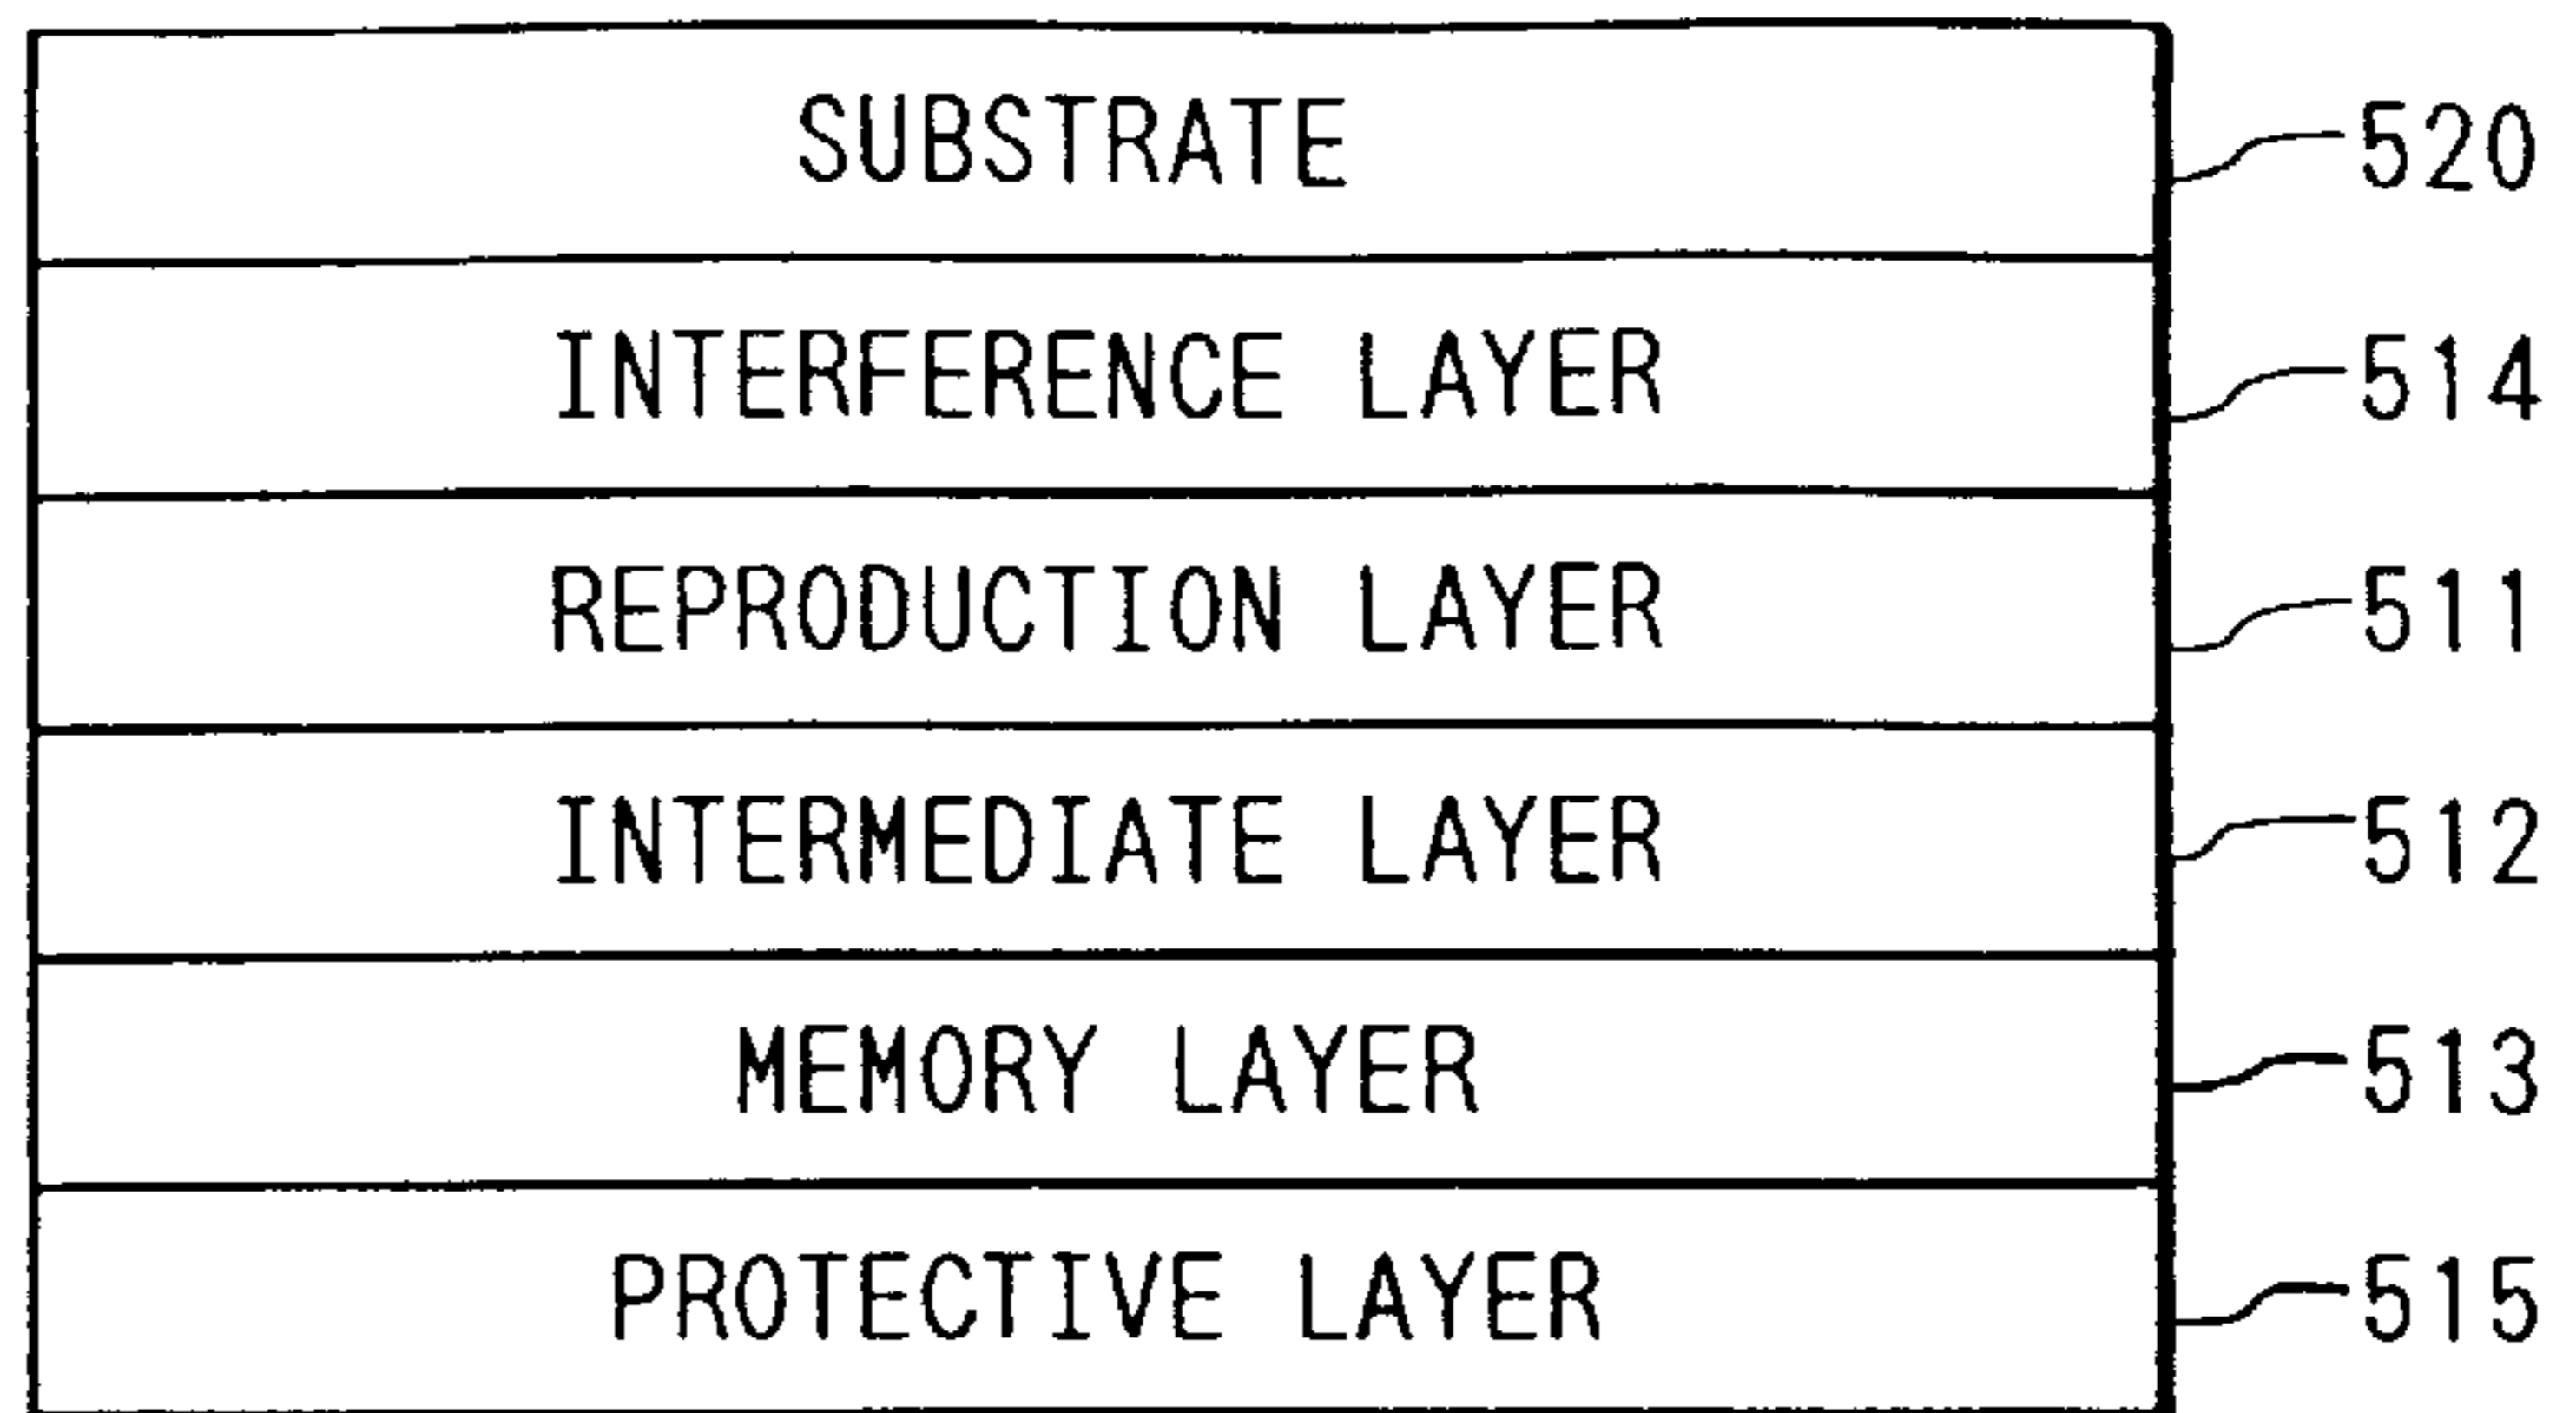 SUBSTRATE 520
INTERFERENCE LAYER 514
REPRODUCTION LAYER 511
INTERMEDIATE LAYER 512
MEMORY LAYER 513
PROTECTIVE LAYER 515